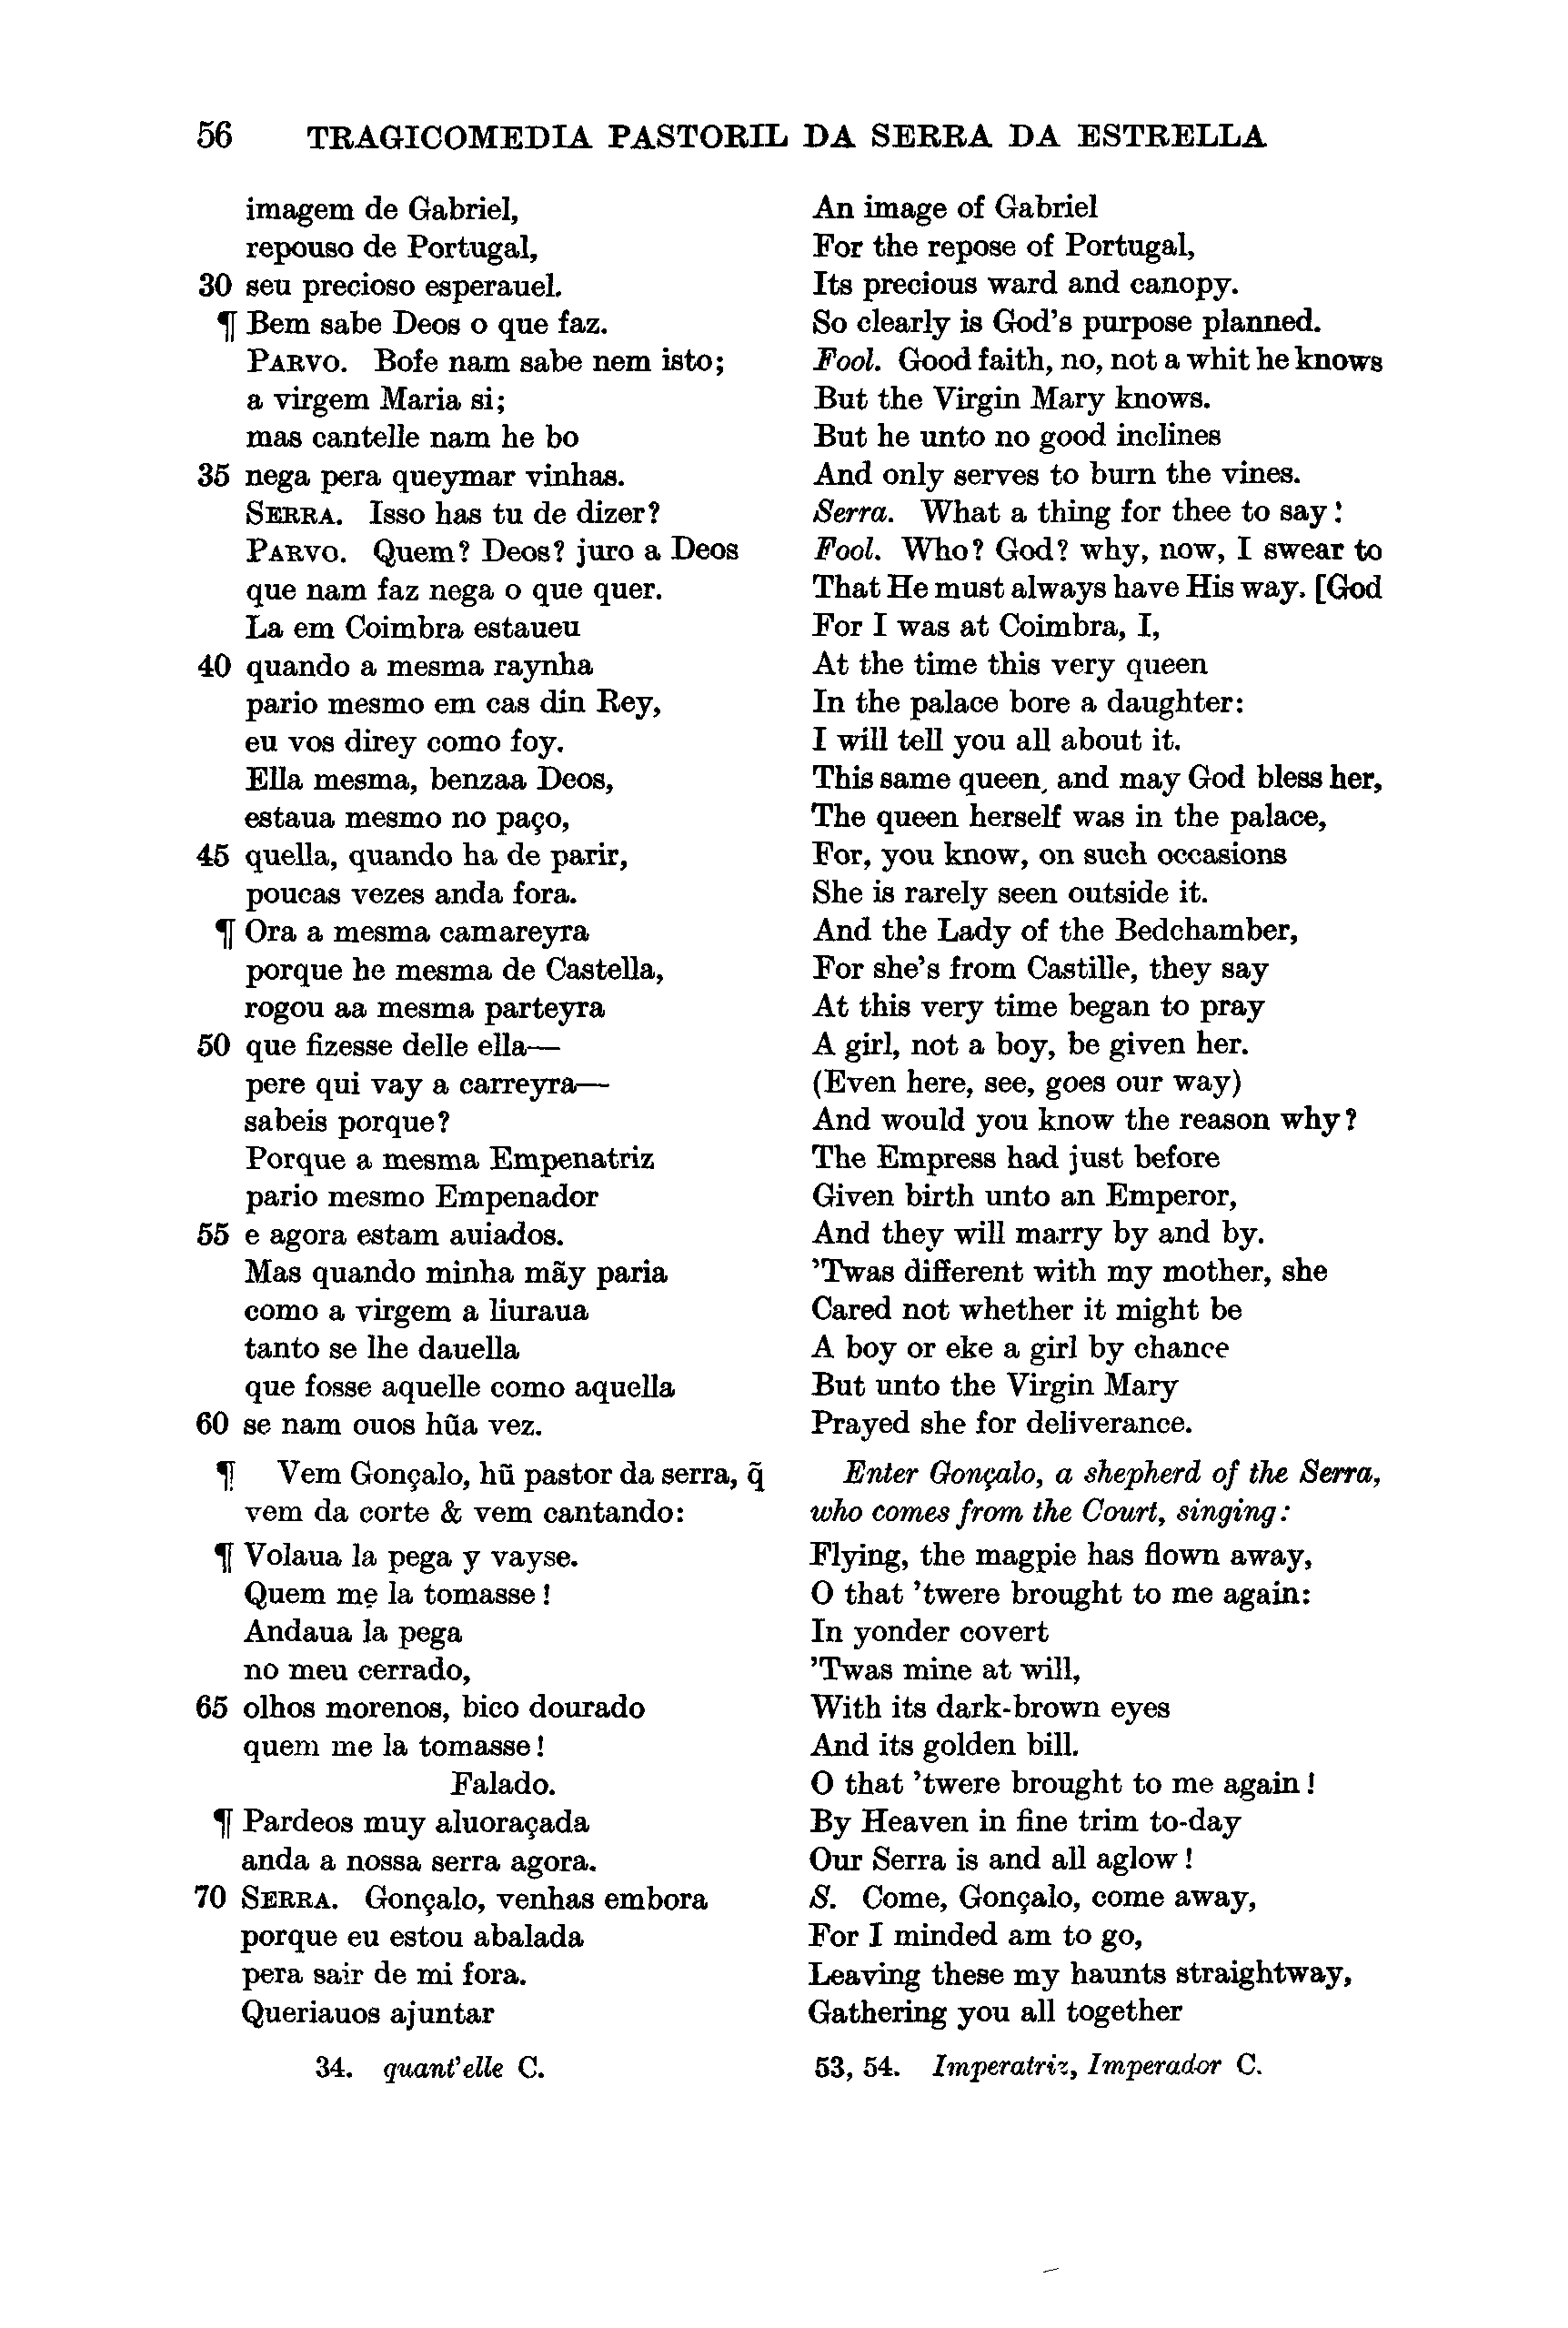 56 TRAGICOMEDIA PASTORIL DA SERRA DA ESTRELLA
imagem de Gabriel,
repouso de Portugal,
30 seu precioso esperauel.
¶ Bem sabe Deos o que faz.
PARVO. Bofe nam sabe nem isto;
a virgem Maria si;
mas cantelle nam he bo
35 nega pera queymar vinhas.
SERRA. Isso has tu de dizer?
PARVO. Quem? Deos? juro a Deos
que nam faz nega o que quer.
La em Coimbra estaueu
40 quando a mesma raynha
pario mesmo em cas din Rey,
eu vos direy como foy.
Ella mesma, benzaa Deos,
estaua mesmo no paço,
45 quella, quando ha de parir,
poucas vezes anda fora.
¶ Ora a mesma camareyra
porque he mesma de Castella,
rogou aa mesma parteyra
50 que fizesse delle ella—
pere qui vay a carreyra—
sabeis porque?
Porque a mesma Empenatriz
pario mesmo Empenador
55 e agora estam auiados.
Mas quando minha mãy paria
como a virgem a liuraua
tanto se lhe dauella
que fosse aquelle como aquella
60 se nam ouos hũa vez.
¶ Vem Gonçalo, hũ pastor da serra, q̃
vem da corte & vem cantando:
¶ Volaua la pega y vayse.
Quem me la tomasse!
Andaua la pega
no meu cerrado,
65 olhos morenos, bico dourado
quem me la tomasse!
Falado.
¶ Pardeos muy aluoraçada
anda a nossa serra agora.
70 SERRA. Gonçalo, venhas embora
porque eu estou abalada
pera sair de mi fora.
Queriauos ajuntar
34. quant'elle C.
An image of Gabriel
For the repose of Portugal,
Its precious ward and canopy.
So clearly is God's purpose planned.
Fool. Good faith, no, not a whit he knows
But the Virgin Mary knows.
But he unto no good inclines
And only serves to burn the vines.
Serra. What a thing for thee to say!
Fool. Who? God? why, now, I swear to
That He must always have His way. [God
For I was at Coimbra, I,
At the time this very queen
In the palace bore a daughter:
I will tell you all about it.
This same queen, and may God bless her,
The queen herself was in the palace,
For, you know, on such occasions
She is rarely seen outside it.
And the Lady of the Bedchamber,
For she's from Castille, they say
At this very time began to pray
A girl, not a boy, be given her.
(Even here, see, goes our way)
And would you know the reason why?
The Empress had just before
Given birth unto an Emperor,
And they will marry by and by.
'Twas different with my mother, she
Cared not whether it might be
A boy or eke a girl by chance
But unto the Virgin Mary
Prayed she for deliverance.
Enter Gonçalo, a shepherd of the Serra,
who comes from the Court, singing:
Flying, the magpie has flown away,
O that 'twere brought to me again:
In yonder covert
'Twas mine at will,
With its dark-brown eyes
And its golden bill.
O that 'twere brought to me again!
By Heaven in fine trim to-day
Our Serra is and all aglow!
S. Come, Gonçalo, come away,
For I minded am to go,
Leaving these my haunts straightway,
Gathering you all together
53, 54. Imperatriz, Imperador C.